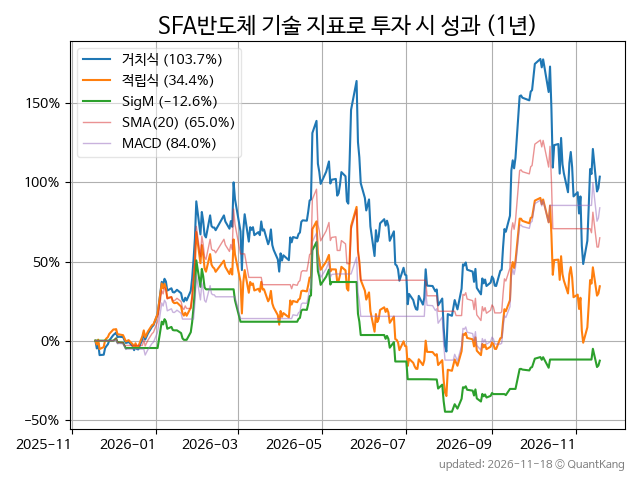 SFA반도체 기술 지표로 투자 시 성과 (1년)
거치식 (103.7%)
적립식 (34.4%)
SigM (−12.6%)
SMA(20) (65.0%)
MACD (84.0%)
150%
100%
50%
0%
−50%
2025-11 2026-01 2026-03 2026-05 2026-07 2026-09 2026-11
updated: 2026-11-18 © QuantKang